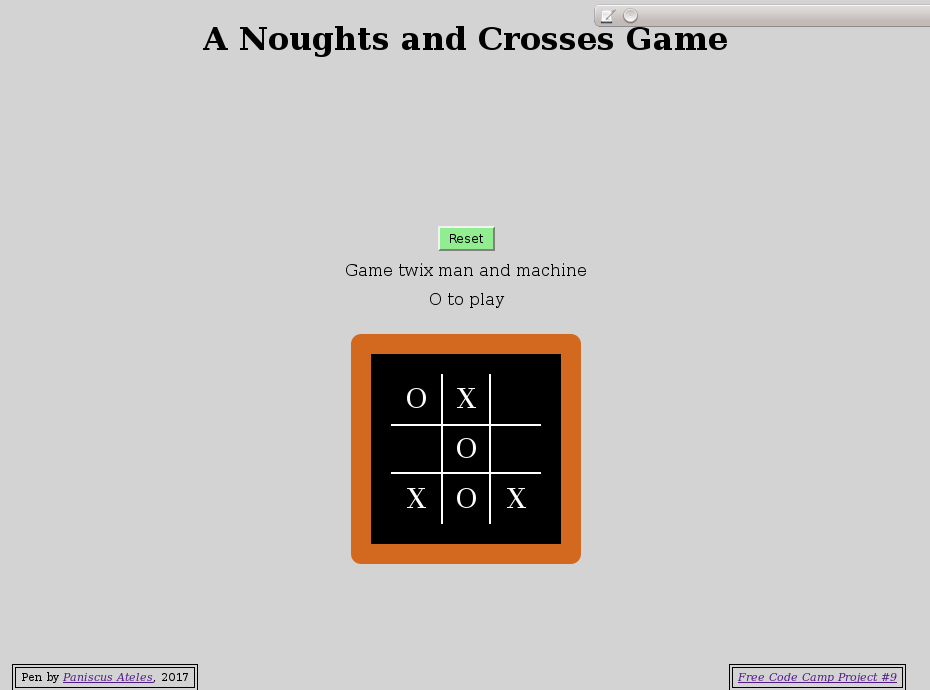 A Noughts and Crosses Game
Reset
Game twix man and machine
O to play
O X
O
X O X
Pen by Paniscus Ateles, 2017
Free Code Camp Project #9